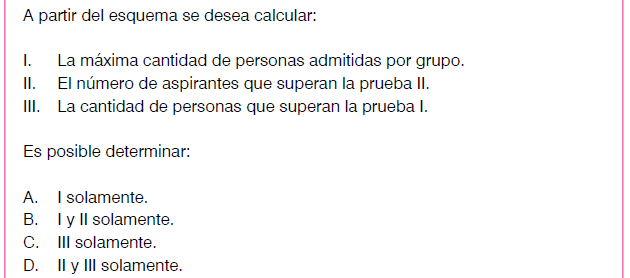 A partir del esquema se desea calcular:
I. La máxima cantidad de personas admitidas por grupo.
II. El número de aspirantes que superan la prueba II.
III. La cantidad de personas que superan la prueba I.
Es posible determinar:
A. I solamente.
B. I y II solamente.
C. III solamente.
D. II y III solamente.